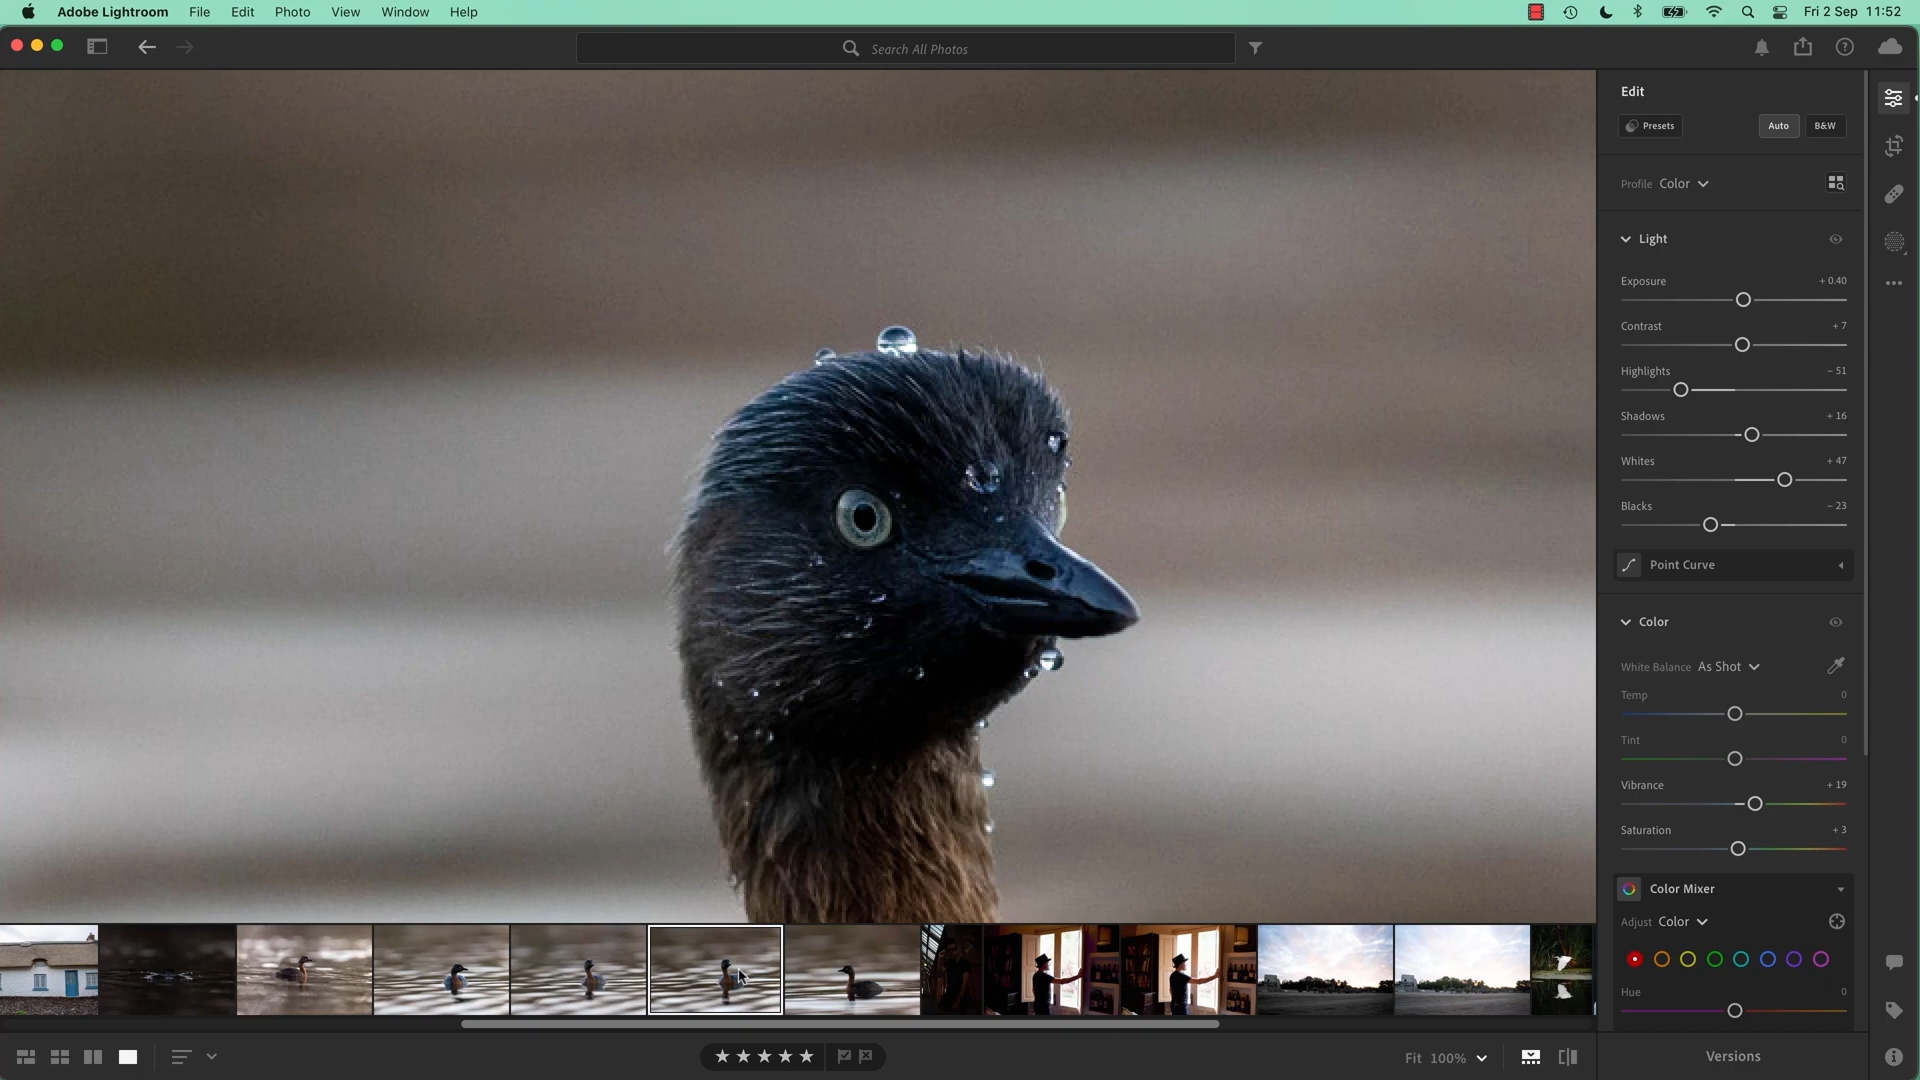 Adobe Lightroom File Edit Photo View Window Help Fri 2 Sep 11:52
Search All Photos
Edit
Presets Auto B&W
Profile Color
Light
Exposure + 0.40
Contrast + 7
Highlights – 51
Shadows + 16
Whites + 47
Blacks – 23
Point Curve
Color
White Balance As Shot
Temp 0
Tint 0
Vibrance + 19
Saturation + 3
Color Mixer
Adjust Color
Hue 0
Fit 100%
Versions